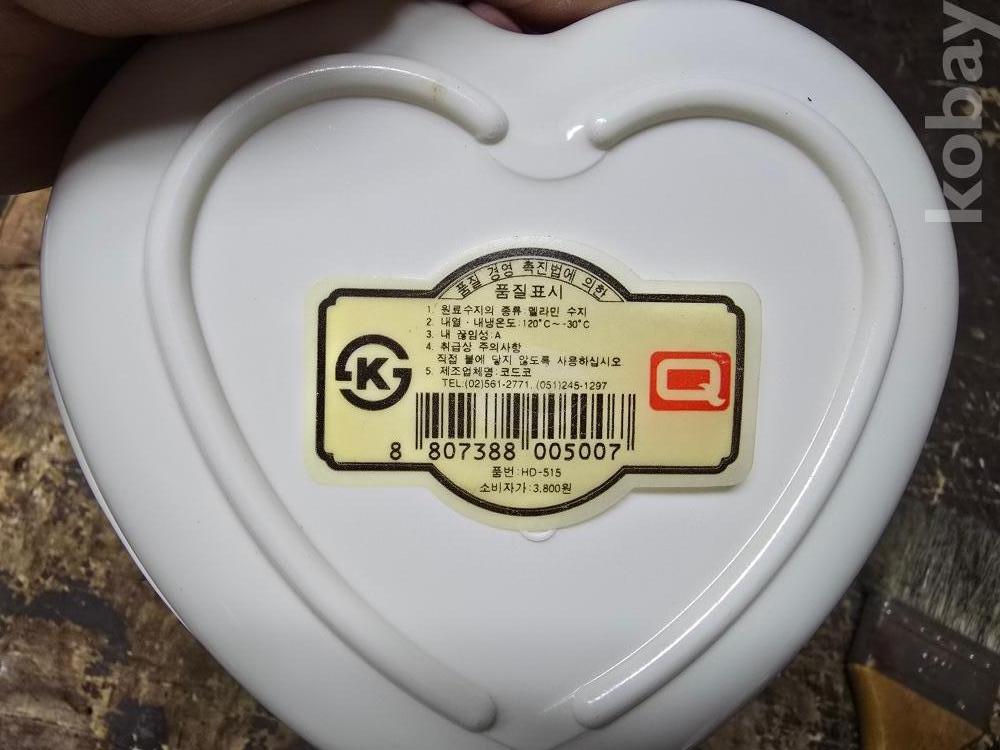 kobay
품질 경영 촉진법에 의한
품질표시
1. 원료수지의 종류 멜라민 수지
2. 내열·내냉온도:120°C~-30°C
3. 내 끓임성:A
4. 취급상 주의사항
직접 불에 닿지 않도록 사용하십시오
5. 제조업체명:코드코
TEL:(02)561-2771, (051)245-1297
K
Q
8 807388 005007
품번:HD-515
소비자가:3,800원